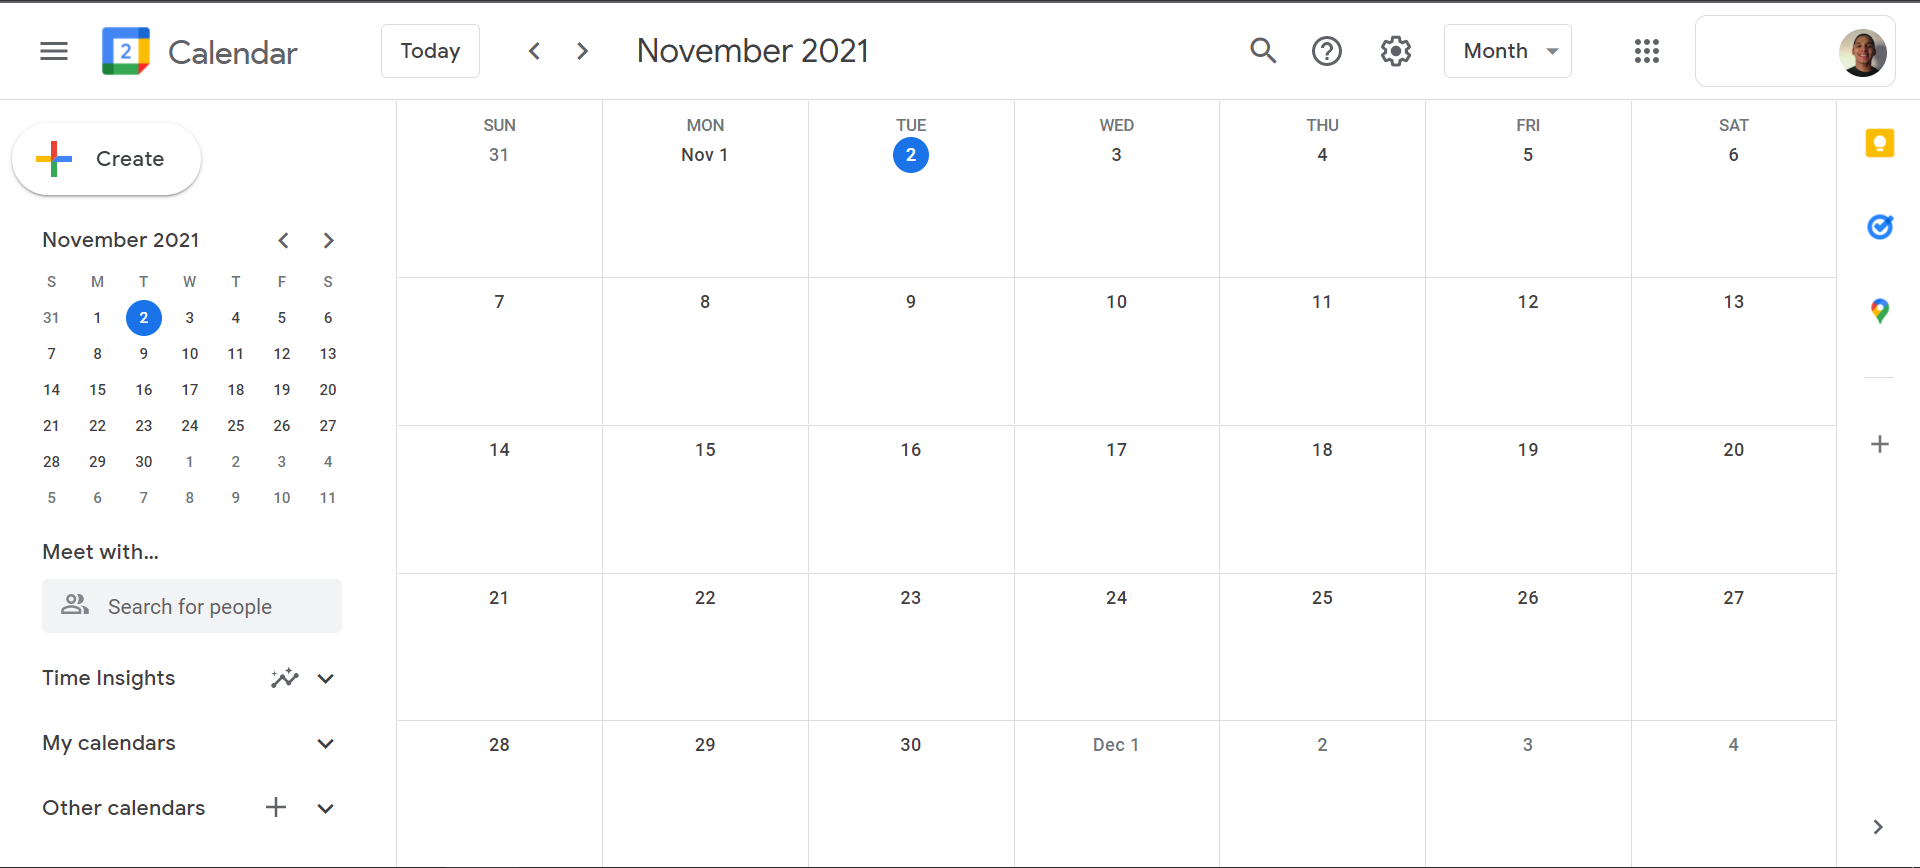 2 Calendar Today November 2021 Month
Create
November 2021
S M T W T F S
31 1 2 3 4 5 6
7 8 9 10 11 12 13
14 15 16 17 18 19 20
21 22 23 24 25 26 27
28 29 30 1 2 3 4
5 6 7 8 9 10 11
Meet with...
Search for people
Time Insights
My calendars
Other calendars
SUN MON TUE WED THU FRI SAT
31 Nov 1 2 3 4 5 6
7 8 9 10 11 12 13
14 15 16 17 18 19 20
21 22 23 24 25 26 27
28 29 30 Dec 1 2 3 4